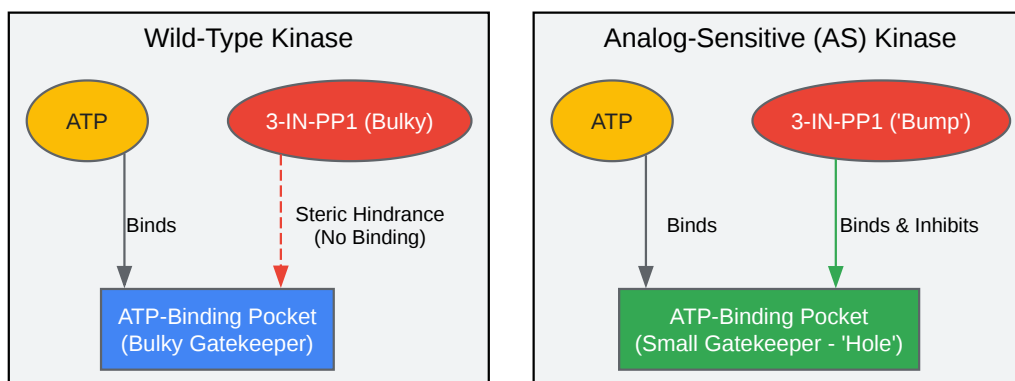 Wild-Type Kinase
ATP
3-IN-PP1 (Bulky)
Binds
Steric Hindrance
(No Binding)
ATP-Binding Pocket
(Bulky Gatekeeper)
Analog-Sensitive (AS) Kinase
ATP
3-IN-PP1 ('Bump')
Binds
Binds & Inhibits
ATP-Binding Pocket
(Small Gatekeeper - 'Hole')